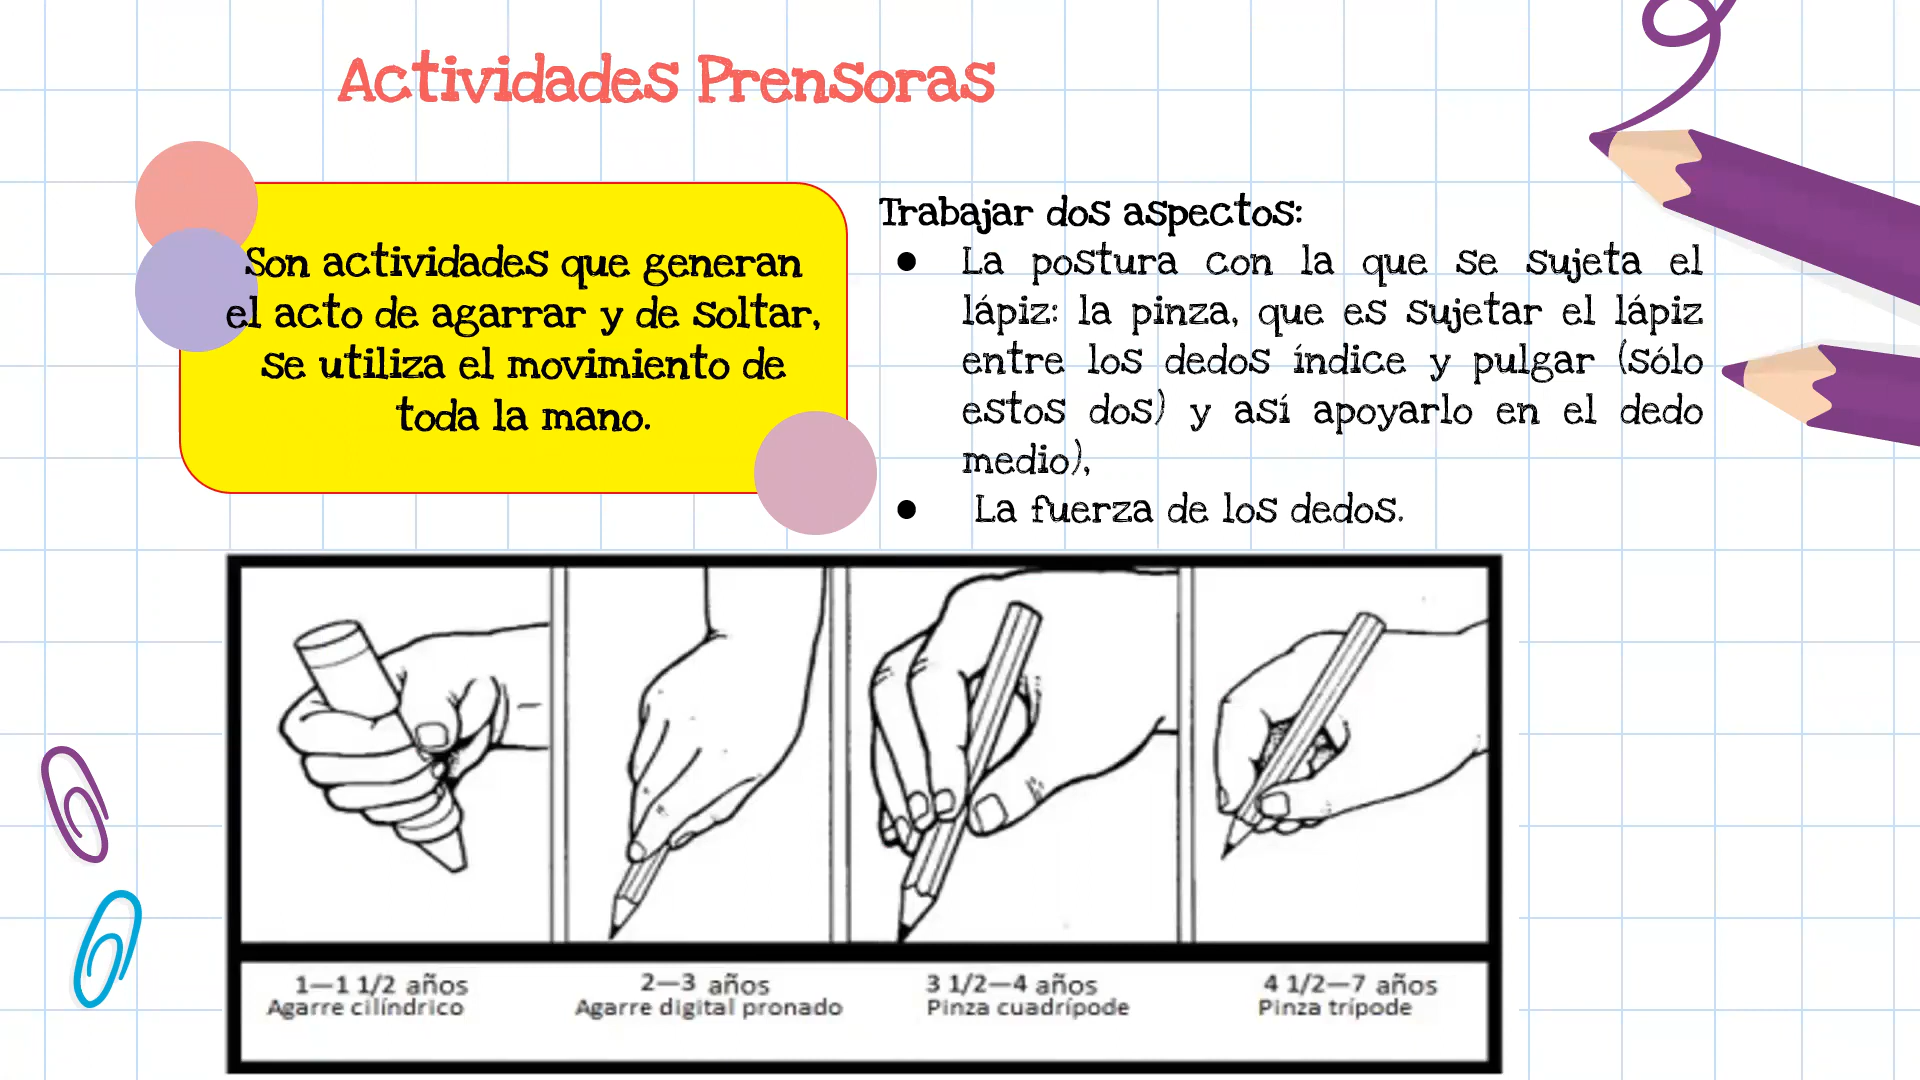 Actividades Prensoras
Son actividades que generan
el acto de agarrar y de soltar,
se utiliza el movimiento de
toda la mano.
Trabajar dos aspectos:
● La postura con la que se sujeta el
lápiz: la pinza, que es sujetar el lápiz
entre los dedos índice y pulgar (sólo
estos dos) y así apoyarlo en el dedo
medio),
● La fuerza de los dedos.
1—1 1/2 años
Agarre cilíndrico
2—3 años
Agarre digital pronado
3 1/2—4 años
Pinza cuadrípode
4 1/2—7 años
Pinza trípode